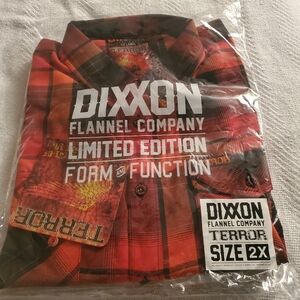 DIXXON
FLANNEL COMPANY
LIMITED EDITION
FORM & FUNCTION
TERROR
DIXXON
FLANNEL COMPANY
TERROR
SIZE 2X